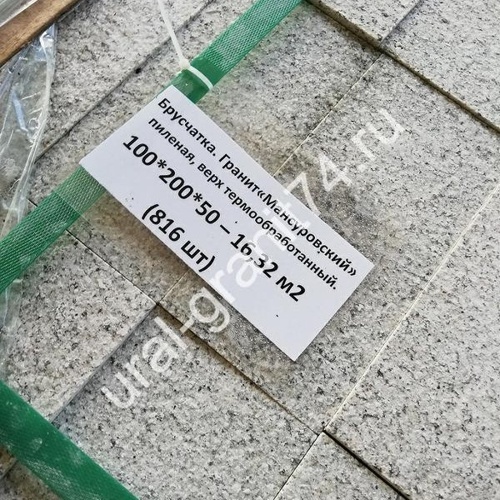 Брусчатка. Гранит«Мансуровский»
пиленая, верх термообработанный.
100*200*50 – 16,32 м2
(816 шт)
ural-granit74.ru